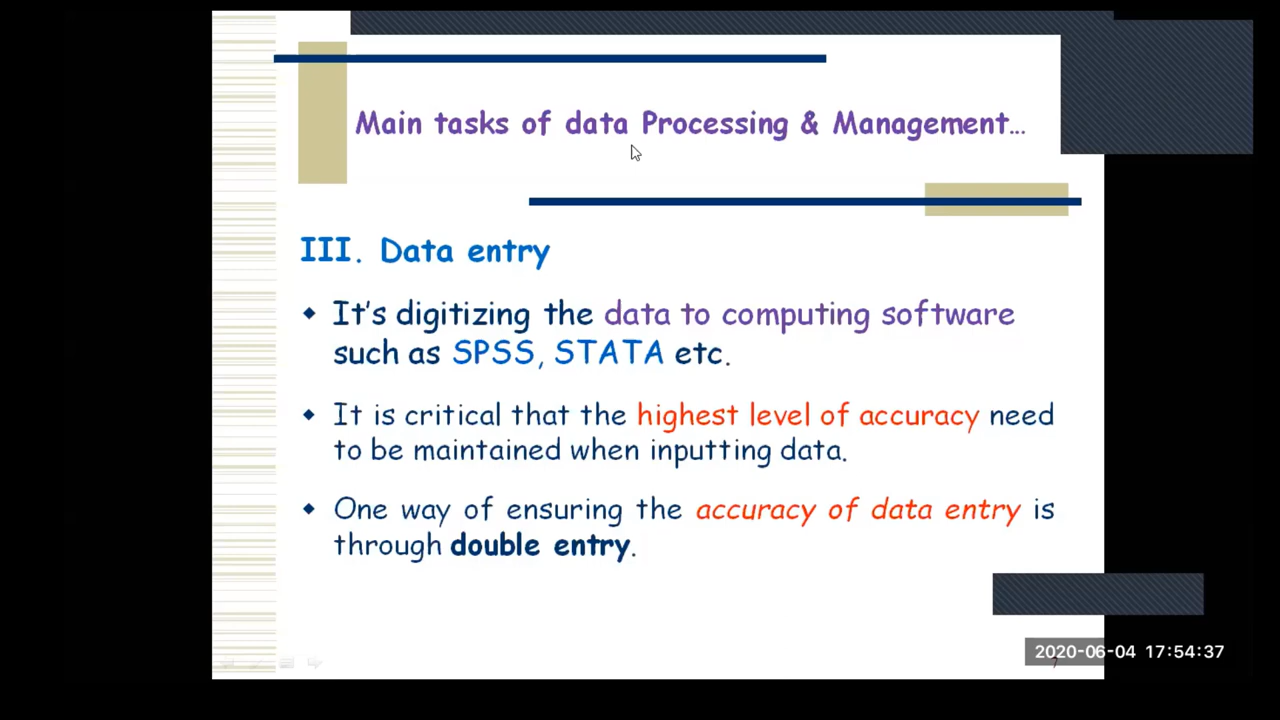 Main tasks of data Processing & Management…
III. Data entry
It's digitizing the data to computing software
such as SPSS, STATA etc.
It is critical that the highest level of accuracy need
to be maintained when inputting data.
One way of ensuring the accuracy of data entry is
through double entry.
2020-06-04 17:54:37